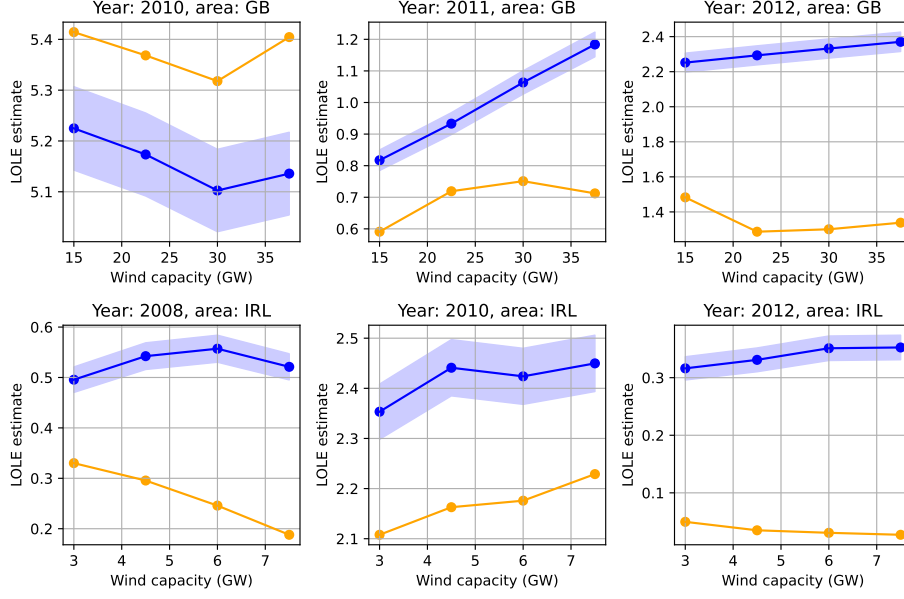 Year: 2010, area: GB
Year: 2011, area: GB
Year: 2012, area: GB
LOLE estimate
5.4
5.3
5.2
5.1
15 20 25 30 35
Wind capacity (GW)
LOLE estimate
1.2
1.1
1.0
0.9
0.8
0.7
0.6
15 20 25 30 35
Wind capacity (GW)
LOLE estimate
2.4
2.2
2.0
1.8
1.6
1.4
15 20 25 30 35
Wind capacity (GW)
Year: 2008, area: IRL
Year: 2010, area: IRL
Year: 2012, area: IRL
LOLE estimate
0.6
0.5
0.4
0.3
0.2
3 4 5 6 7
Wind capacity (GW)
LOLE estimate
2.5
2.4
2.3
2.2
2.1
3 4 5 6 7
Wind capacity (GW)
LOLE estimate
0.3
0.2
0.1
3 4 5 6 7
Wind capacity (GW)